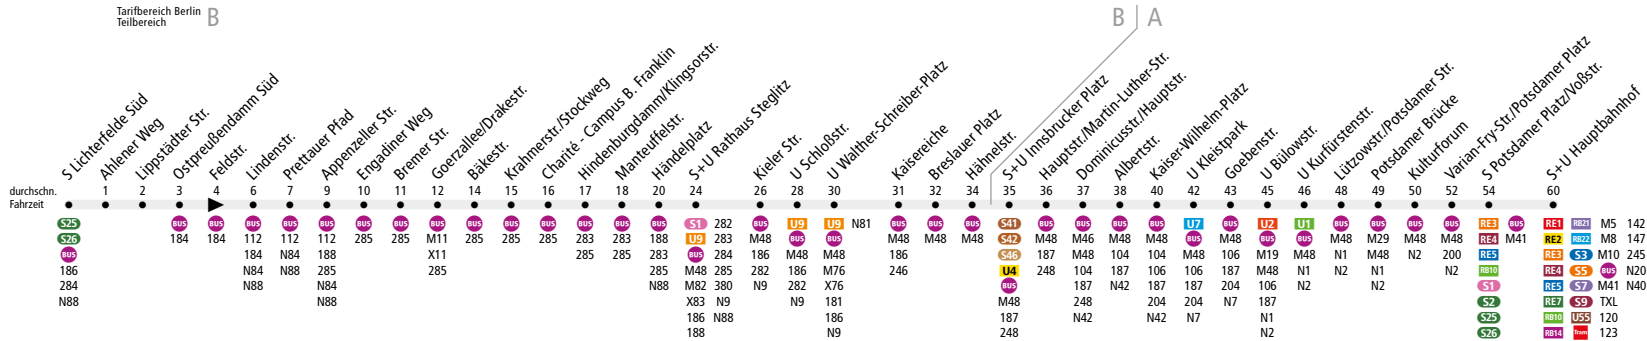 Tarifbereich Berlin
Teilbereich
B
B
A
S Lichterfelde Süd
Ahlener Weg
Lippstädter Str.
Ostpreußendamm Süd
Feldstr.
Lindenstr.
Prettauer Pfad
Appenzeller Str.
Engadiner Weg
Bremer Str.
Goerzallee/Drakestr.
Bäkestr.
Krahmerstr./Stockweg
Charité - Campus B. Franklin
Hindenburgdamm/Klingsorstr.
Manteuffelstr.
Händelplatz
S+U Rathaus Steglitz
Kieler Str.
U Schloßstr.
U Walther-Schreiber-Platz
Kaisereiche
Breslauer Platz
Hähnelstr.
S+U Innsbrucker Platz
Hauptstr./Martin-Luther-Str.
Dominicusstr./Hauptstr.
Albertstr.
Kaiser-Wilhelm-Platz
U Kleistpark
Goebenstr.
U Bülowstr.
U Kurfürstenstr.
Lützowstr./Potsdamer Str.
Potsdamer Brücke
Kulturforum
Varian-Fry-Str./Potsdamer Platz
S Potsdamer Platz/Voßstr.
S+U Hauptbahnhof
durchschn. 1 2 3 4 6 7 9 10 11 12 14 15 16 17 18 20 24 26 28 30 31 32 34 35 36 37 38 40 42 43 45 46 48 49 50 52 54 60
Fahrzeit
S25 BUS BUS BUS BUS BUS BUS BUS BUS BUS BUS BUS BUS BUS BUS S1 282 BUS U9 U9 N81 BUS BUS BUS S41 BUS BUS BUS BUS U7 BUS U2 U1 BUS BUS BUS BUS RE3 BUS RE1 RB21 M5 142
S26 184 184 112 112 112 285 285 M11 285 285 285 283 283 188 U9 283 M48 BUS BUS M48 M48 M48 S42 M48 M46 M48 M48 BUS M48 BUS BUS M48 M29 M48 M48 RE4 M41 RE2 RB22 M8 147
BUS 184 N84 188 X11 285 285 283 BUS 284 186 M48 M48 186 S46 187 M48 104 104 M48 106 M19 M48 N1 M48 N2 200 RE5 RE3 S3 M10 245
186 N84 N88 285 285 285 M48 285 282 186 M76 246 U4 248 104 187 106 106 187 M48 N1 N2 N1 N2 RB10 RE4 S5 BUS N20
284 N88 N84 N88 M82 380 N9 282 X76 BUS 187 N42 187 187 204 106 N2 N2 S1 RE5 S7 M41 N40
N88 N88 X83 N9 N9 181 M48 248 204 204 N7 187 S2 RE7 S9 TXL
186 N88 186 187 N42 N42 N7 N1 S25 RB10 U55 120
188 N9 248 N2 S26 RB14 Tram 123